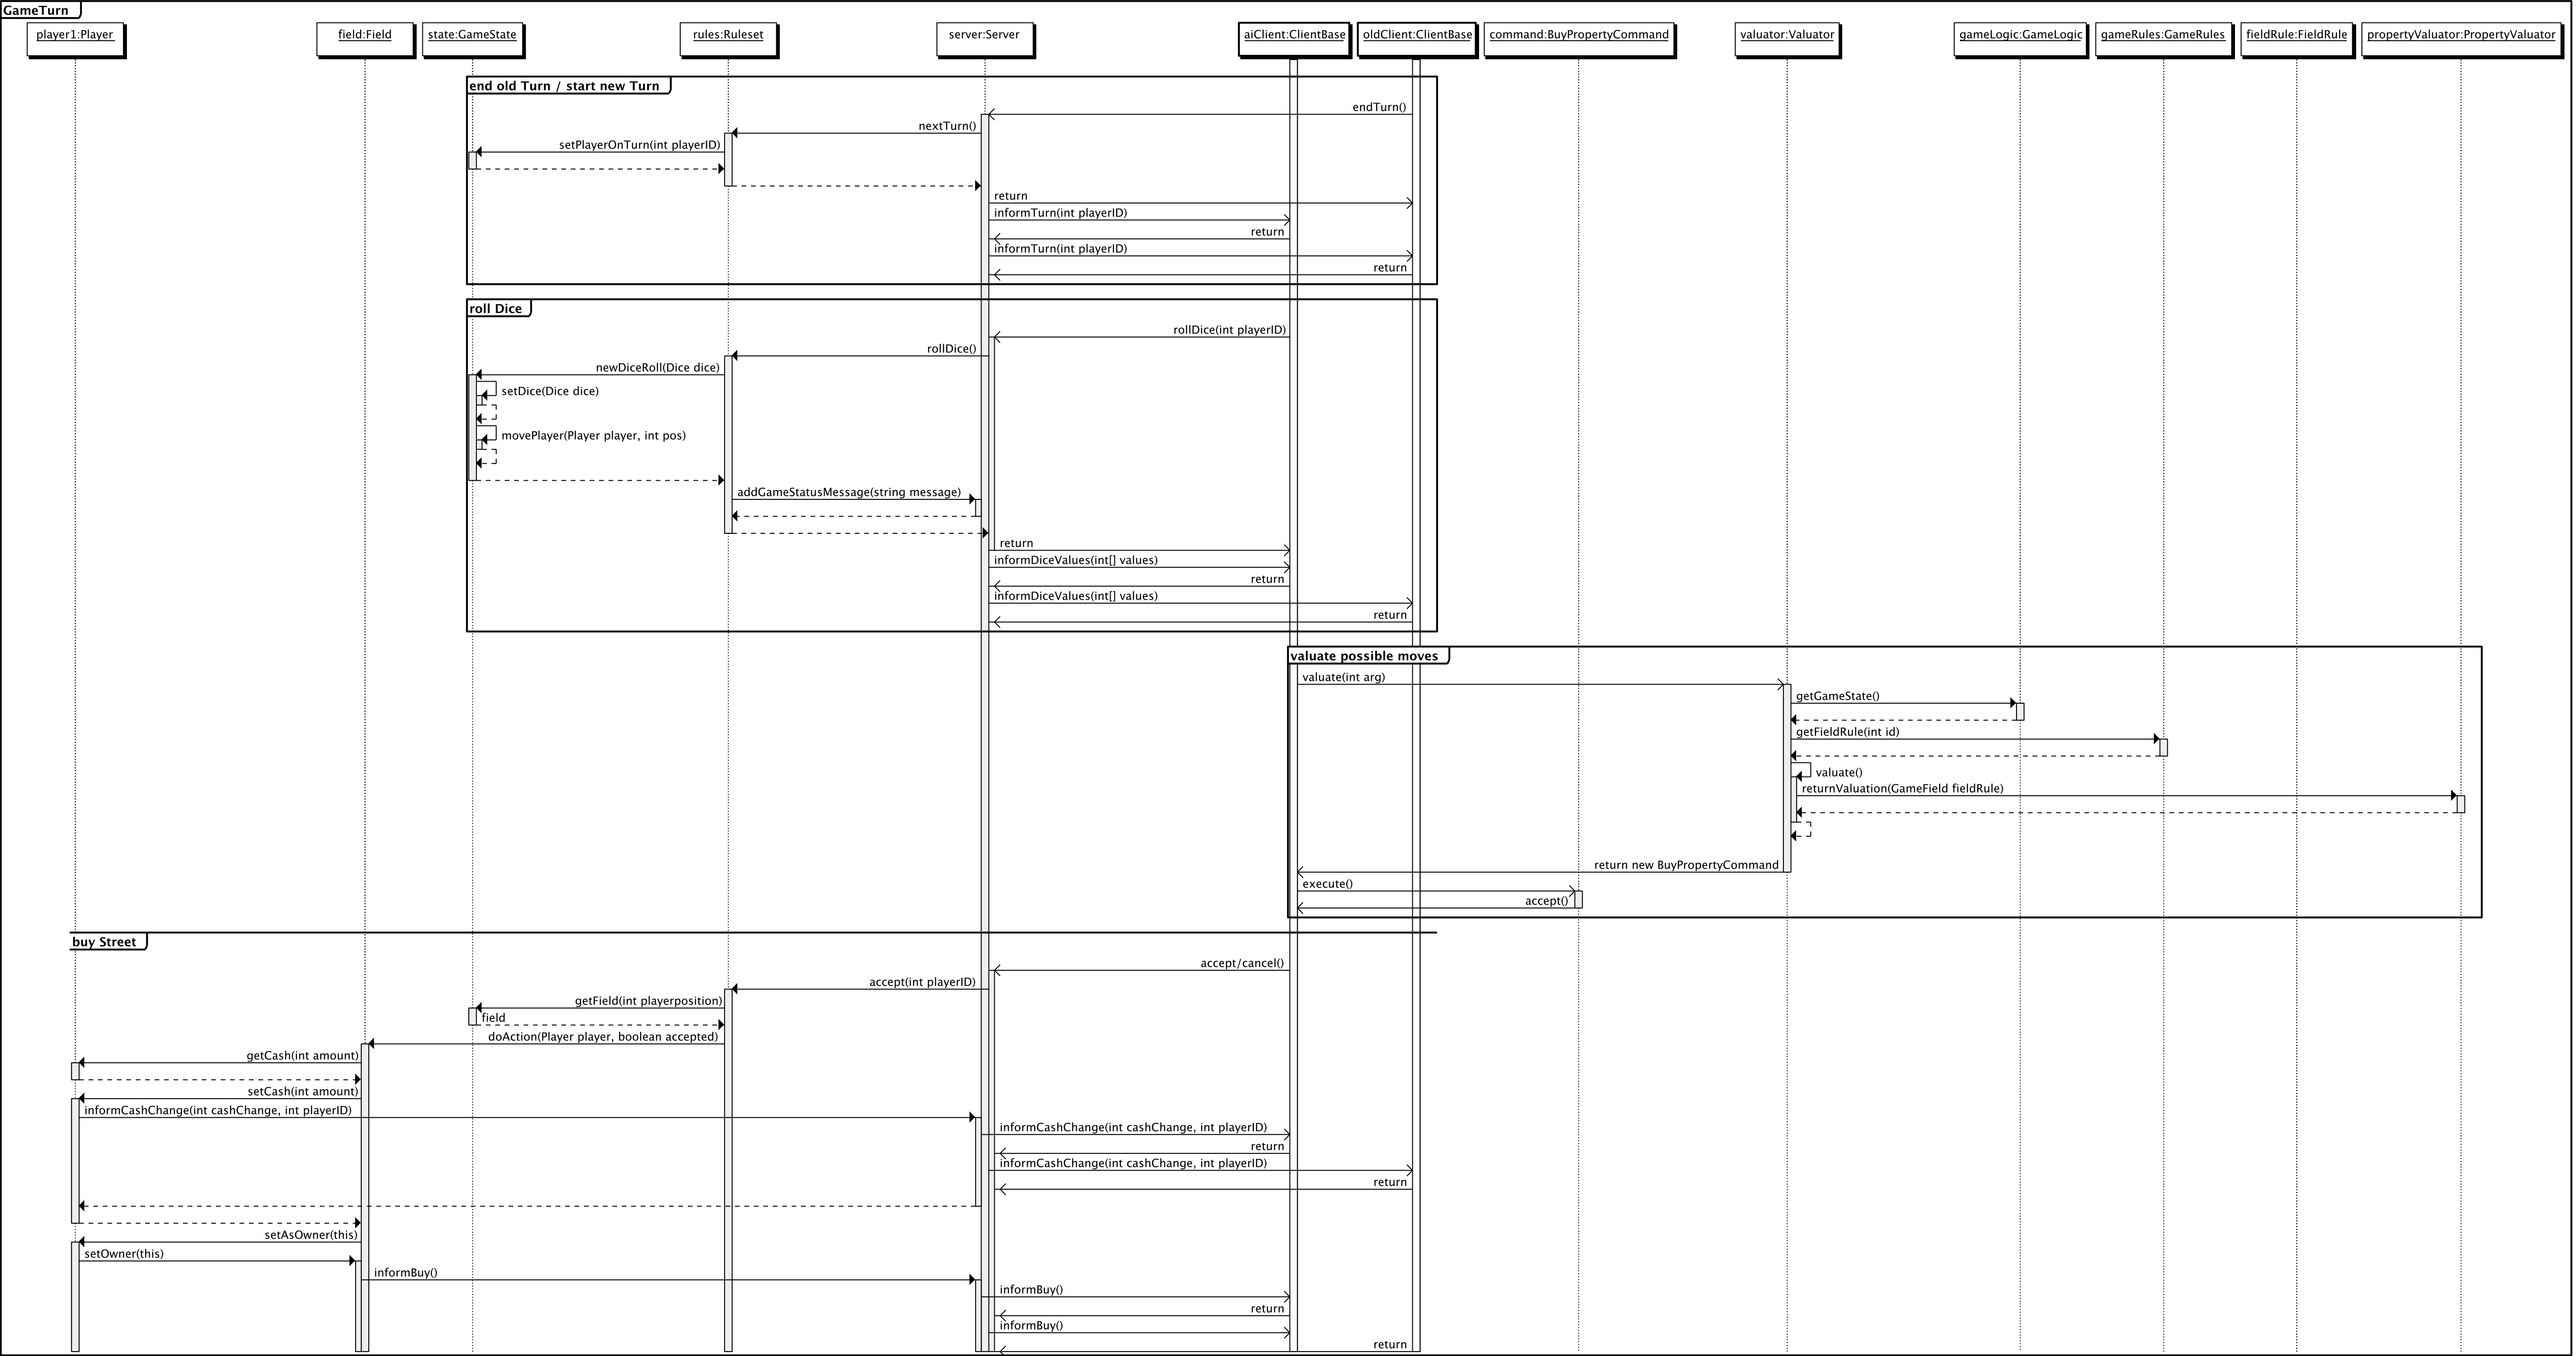 GameTurn
player1:Player
field:Field
state:GameState
rules:Ruleset
server:Server
aiClient:ClientBase
oldClient:ClientBase
command:BuyPropertyCommand
valuator:Valuator
gameLogic:GameLogic
gameRules:GameRules
fieldRule:FieldRule
propertyValuator:PropertyValuator
end old Turn / start new Turn
endTurn()
nextTurn()
setPlayerOnTurn(int playerID)
return
informTurn(int playerID)
return
informTurn(int playerID)
return
roll Dice
rollDice(int playerID)
rollDice()
newDiceRoll(Dice dice)
setDice(Dice dice)
movePlayer(Player player, int pos)
addGameStatusMessage(string message)
return
informDiceValues(int[] values)
return
informDiceValues(int[] values)
return
valuate possible moves
valuate(int arg)
getGameState()
getFieldRule(int id)
valuate()
returnValuation(GameField fieldRule)
return new BuyPropertyCommand
execute()
accept()
buy Street
accept/cancel()
accept(int playerID)
getField(int playerposition)
field
doAction(Player player, boolean accepted)
getCash(int amount)
setCash(int amount)
informCashChange(int cashChange, int playerID)
informCashChange(int cashChange, int playerID)
return
informCashChange(int cashChange, int playerID)
return
setAsOwner(this)
setOwner(this)
informBuy()
informBuy()
return
informBuy()
return